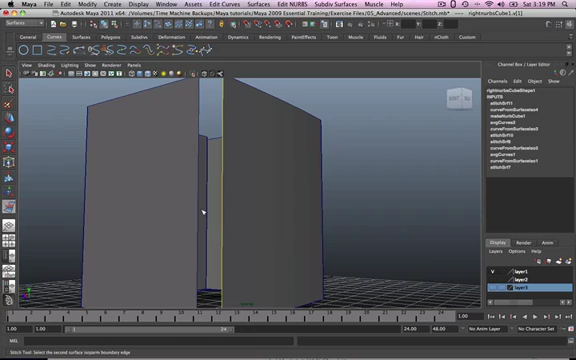 Maya File Edit Modify Create Display Window Assets Edit Curves Surfaces Edit NURBS Subdiv Surfaces Muscle Help Sat 3:19 PM
Maya 2011 x64: /Volumes/Time Machine Backups/Maya tutorials/Maya 2009 Essential Training/Exercise Files/05_Advanced/scenes/Stitch.mb*
Surfaces
General Curves Surfaces Polygons Subdivs Deformation Animation Dynamics Rendering PaintEffects Toon Muscle Fluids Fur Hair nCloth Custom
View Shading Lighting Show Renderer Panels
Channel Box / Layer Editor
Channels Edit Object Show
rightnurbsCubeShape1
INPUTS
stitchSrf11
curveFromSurfaceIso4
makeNurbCube1
avgCurves2
curveFromSurfaceIso3
stitchSrf10
avgCurves1
curveFromSurfaceIso1
stitchSrf7
Display Render Anim
Layers Options Help
V layer1
layer2
layer3
1.00
1.00 1.00 1 24 24.00 48.00 No Anim Layer No Character Set
MEL
Stitch Tool: Select the second surface isoparm boundary edge